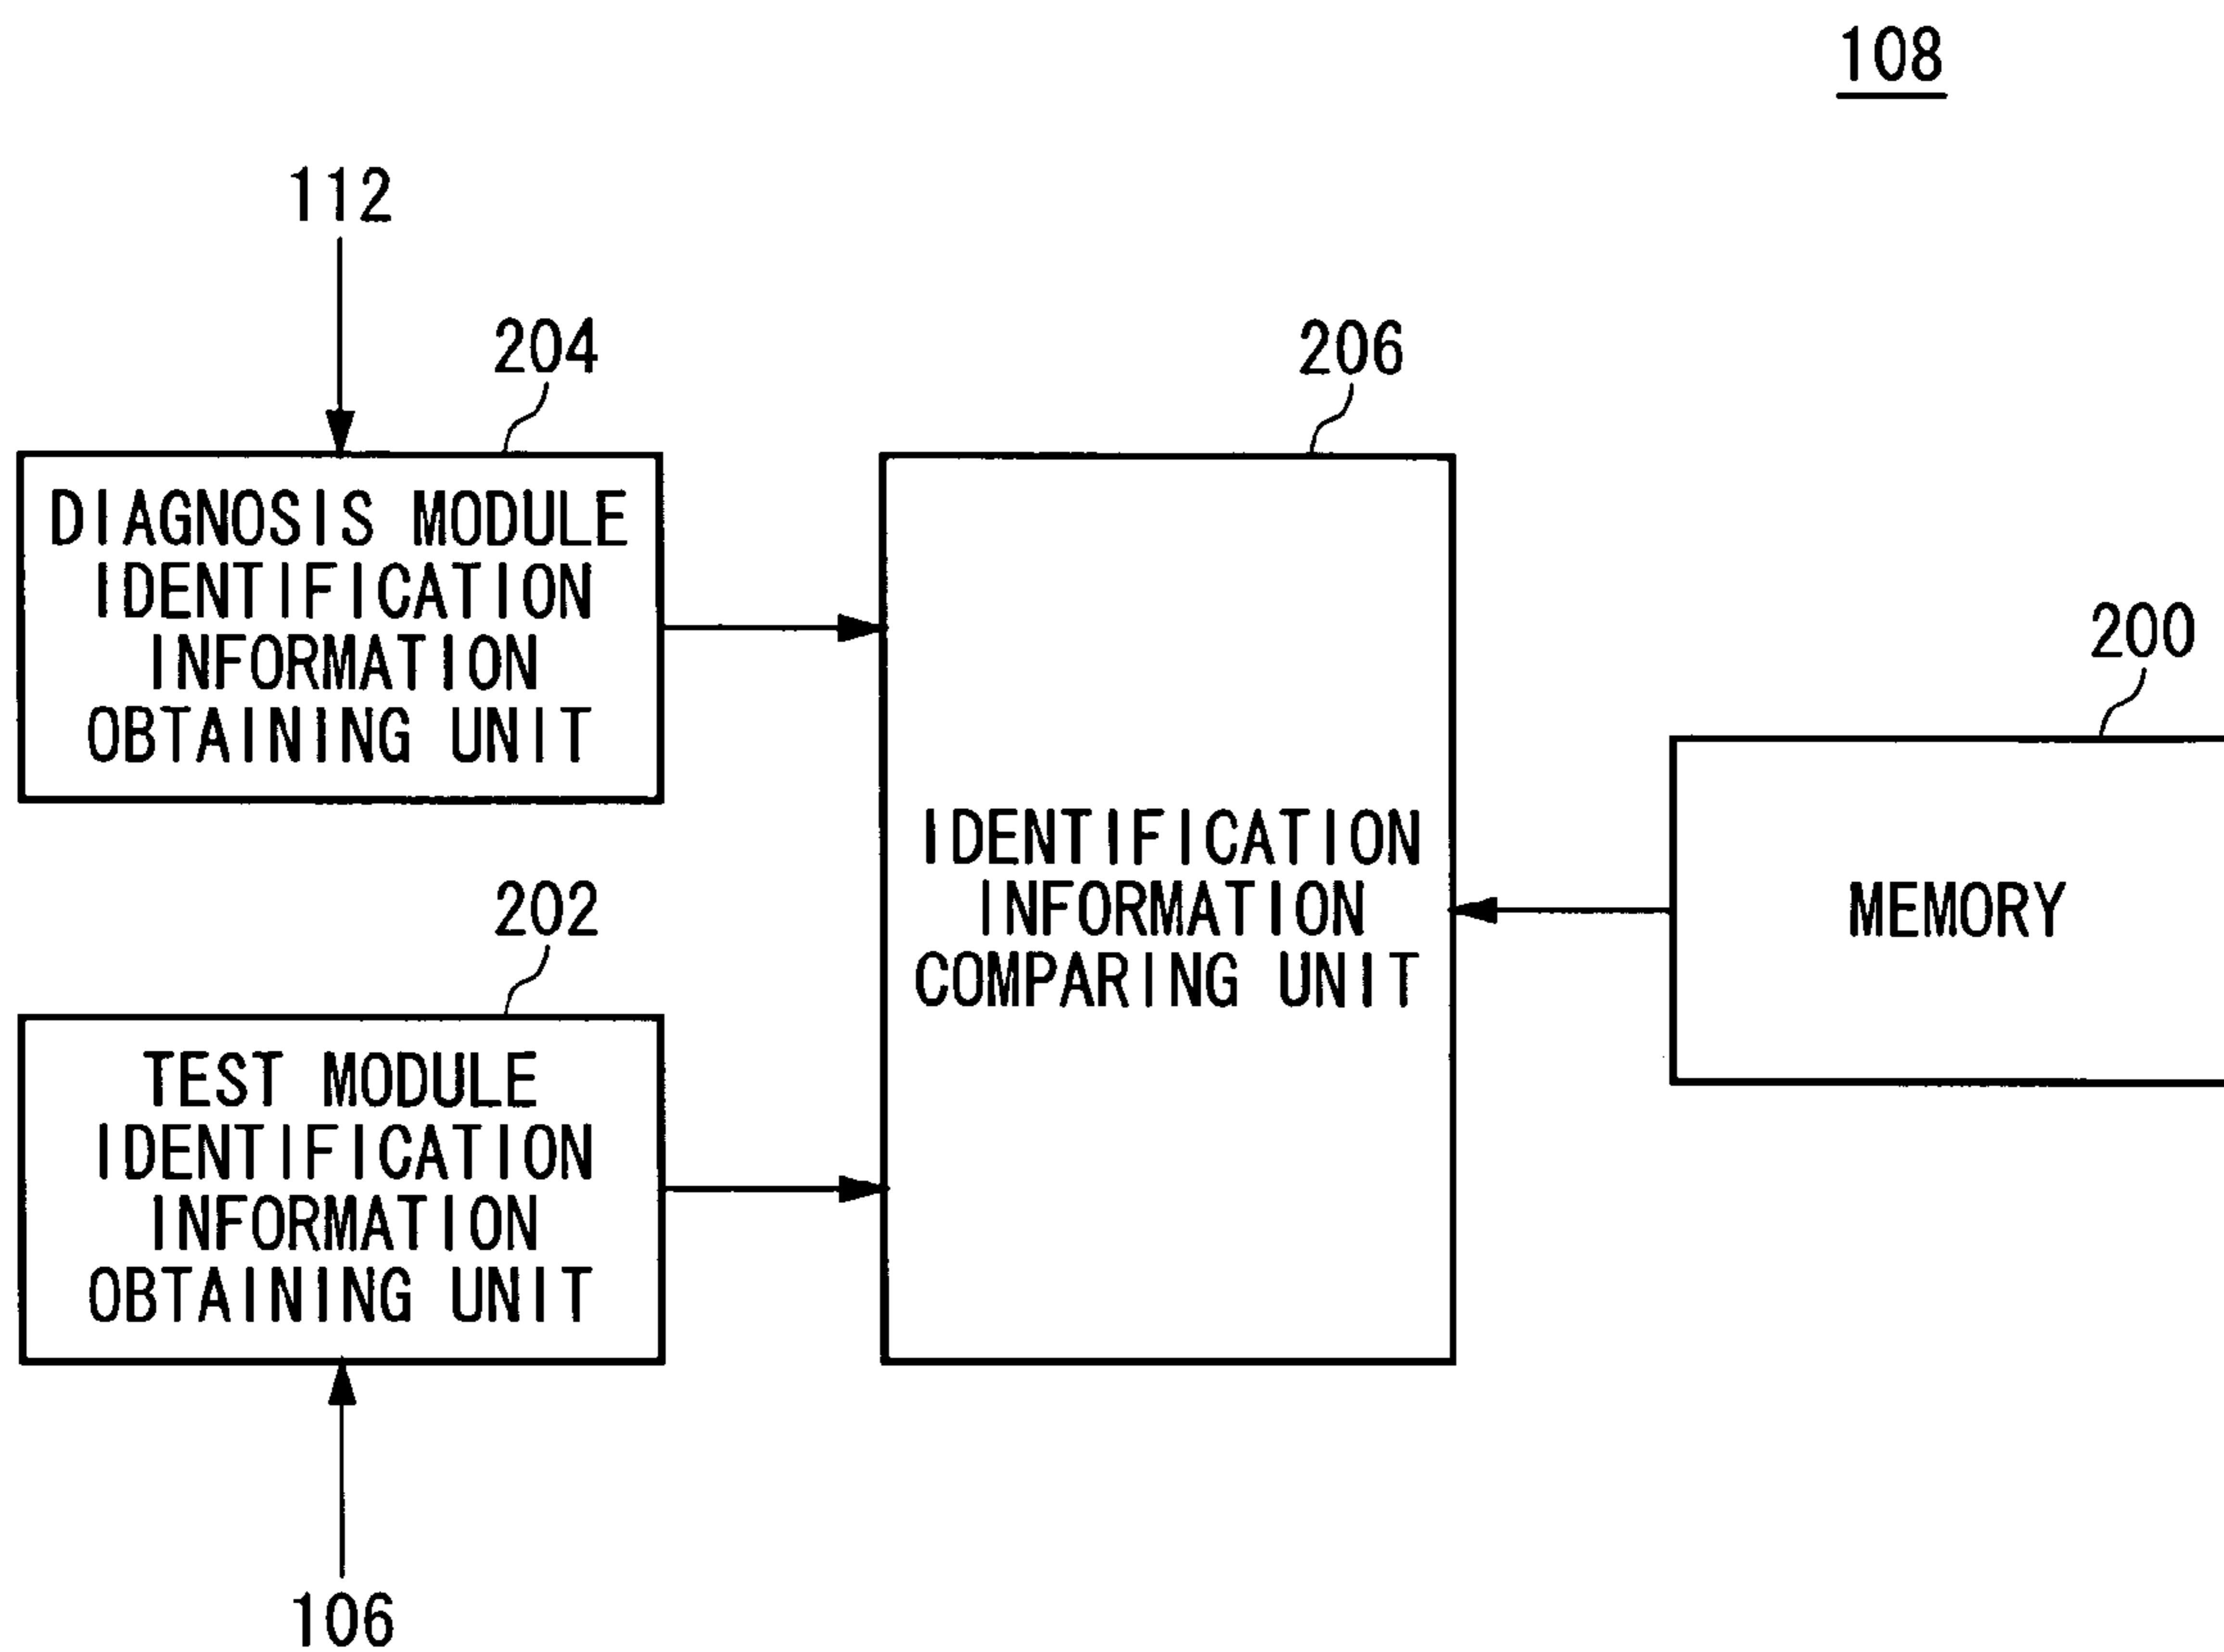 108
112
204
DIAGNOSIS MODULE
IDENTIFICATION
INFORMATION
OBTAINING UNIT
202
TEST MODULE
IDENTIFICATION
INFORMATION
OBTAINING UNIT
106
206
IDENTIFICATION
INFORMATION
COMPARING UNIT
200
MEMORY